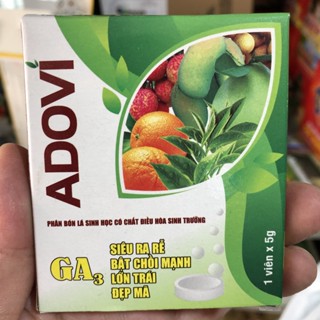 ADOVI
PHÂN BÓN LÁ SINH HỌC CÓ CHẤT ĐIỀU HÒA SINH TRƯỞNG
GA3
SIÊU RA RỄ
BẬT CHỒI MẠNH
LỚN TRÁI
ĐẸP MÃ
1 viên x 5g